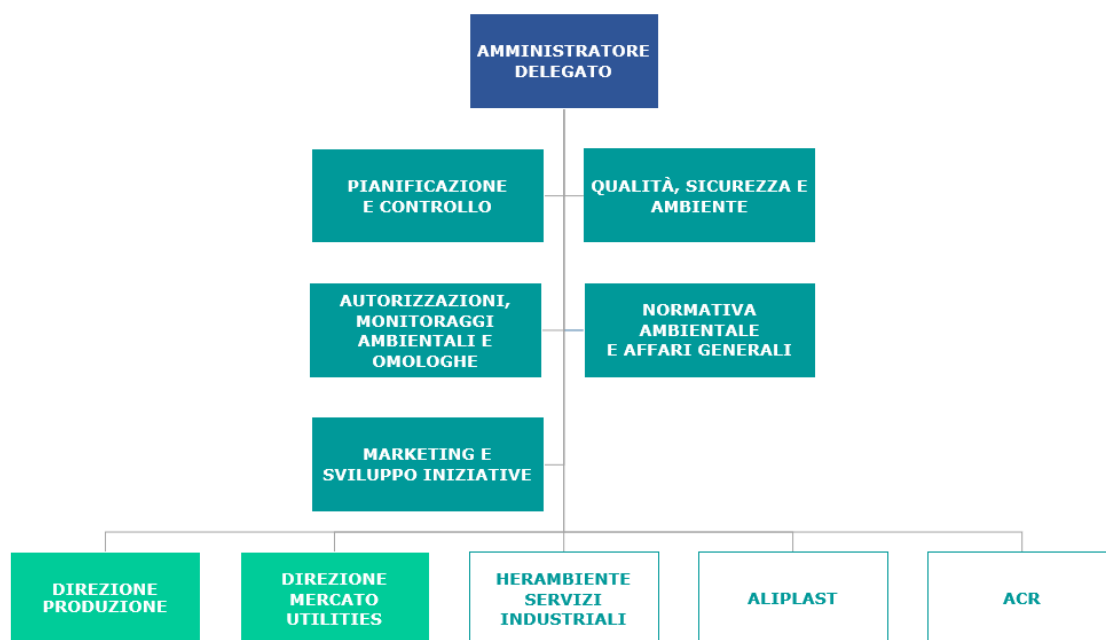 AMMINISTRATORE
DELEGATO
PIANIFICAZIONE
E CONTROLLO
QUALITÀ, SICUREZZA E
AMBIENTE
AUTORIZZAZIONI,
MONITORAGGI
AMBIENTALI E
OMOLOGHE
NORMATIVA
AMBIENTALE
E AFFARI GENERALI
MARKETING E
SVILUPPO INIZIATIVE
DIREZIONE
PRODUZIONE
DIREZIONE
MERCATO
UTILITIES
HERAMBIENTE
SERVIZI
INDUSTRIALI
ALIPLAST
ACR